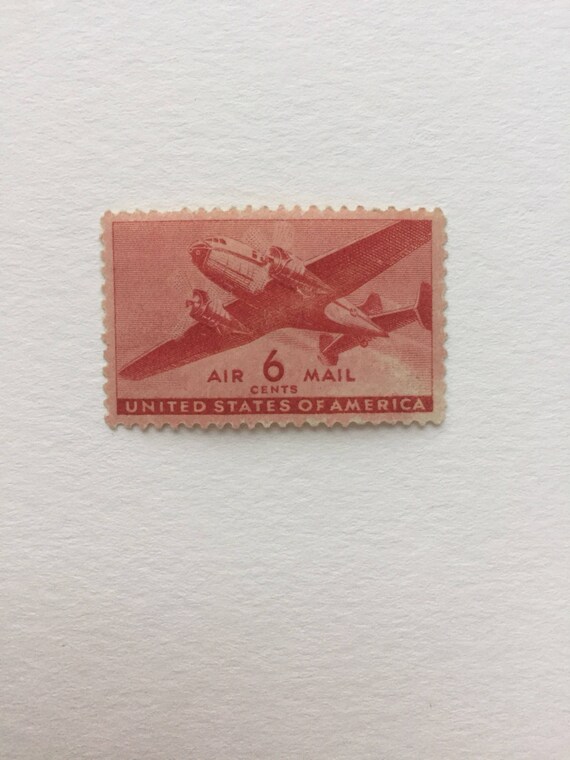 AIR 6 MAIL
CENTS
UNITED STATES OF AMERICA